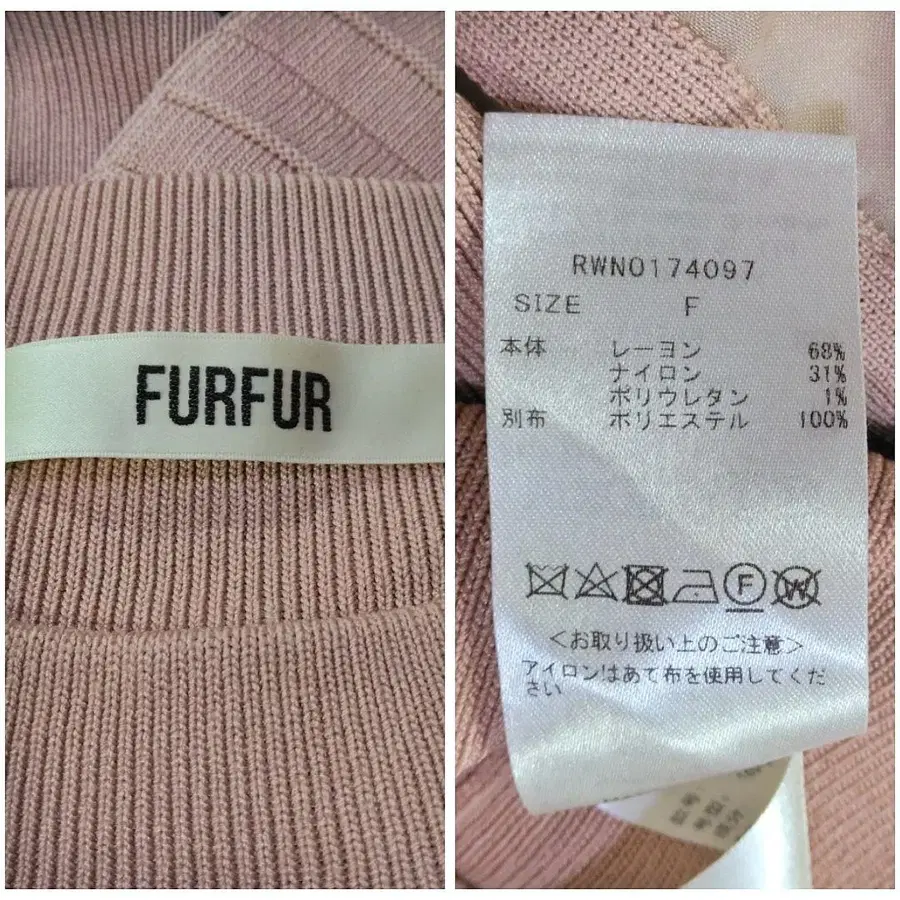 FURFUR
RWN0174097
SIZE F
本体 レーヨン 68%
ナイロン 31%
ポリウレタン 1%
別布 ポリエステル 100%
F W
<お取り扱い上のご注意>
アイロンはあて布を使用してくだ
さい